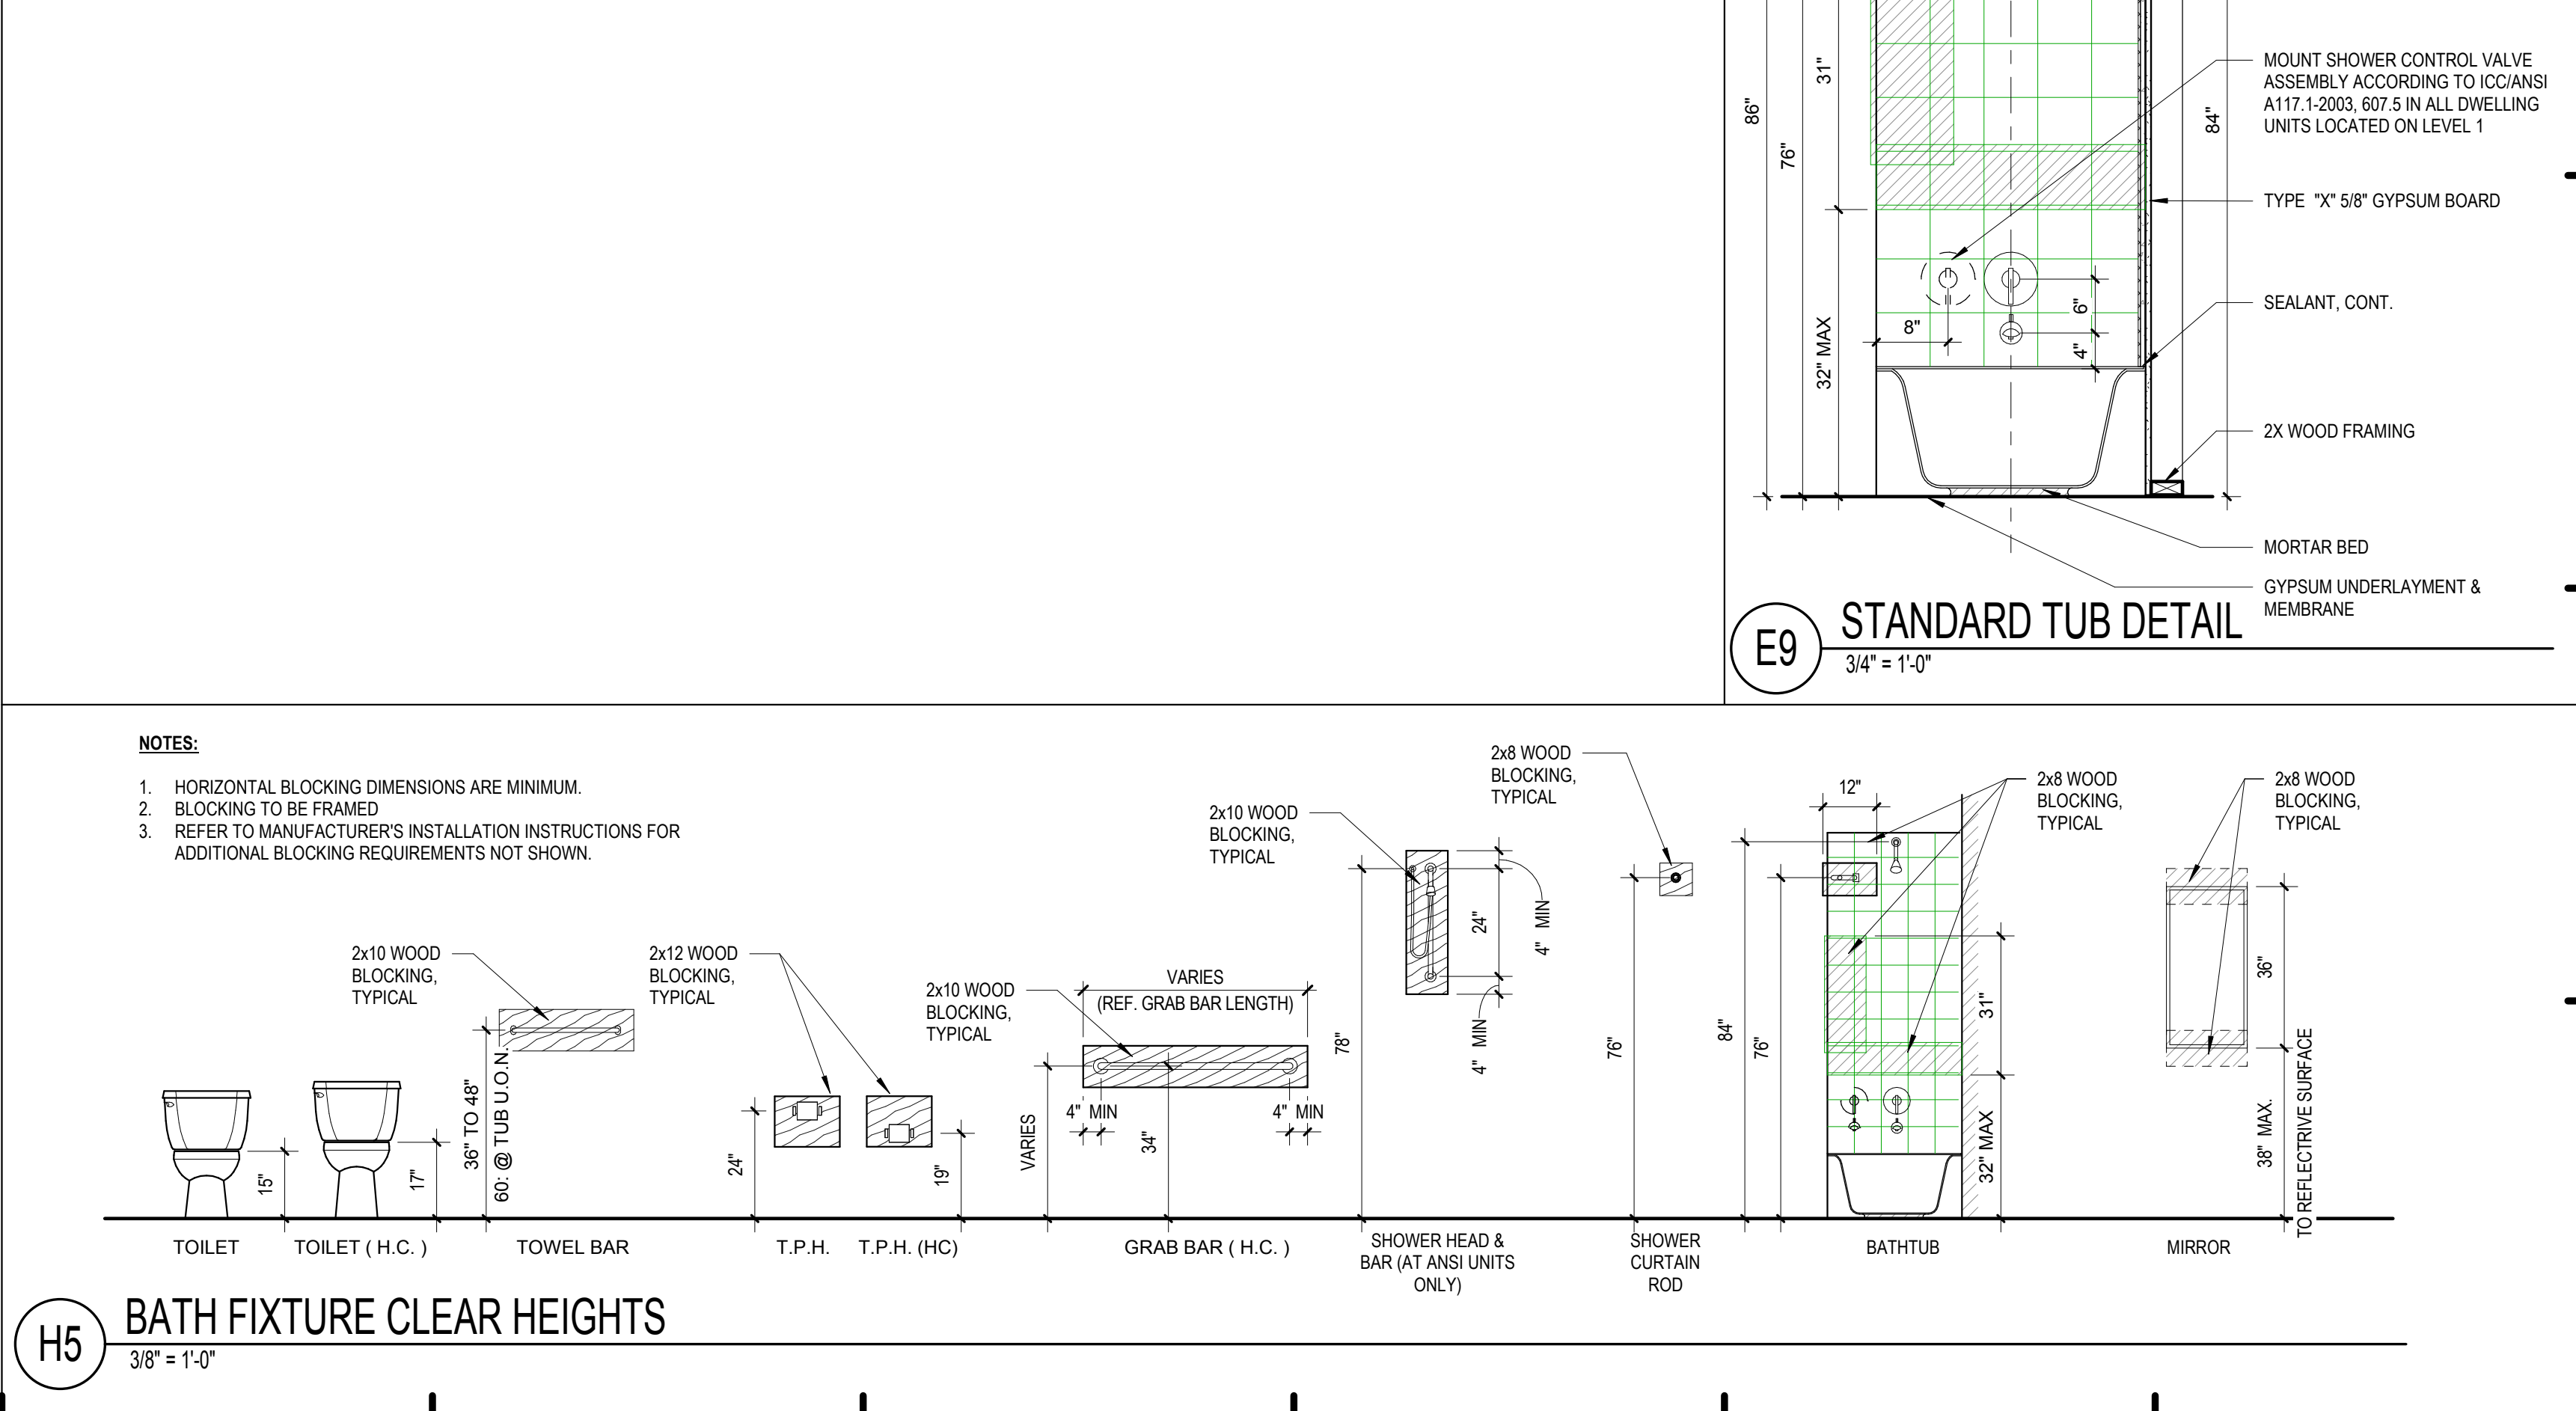 MOUNT SHOWER CONTROL VALVE
ASSEMBLY ACCORDING TO ICC/ANSI
A117.1-2003, 607.5 IN ALL DWELLING
UNITS LOCATED ON LEVEL 1
TYPE "X" 5/8" GYPSUM BOARD
SEALANT, CONT.
2X WOOD FRAMING
MORTAR BED
GYPSUM UNDERLAYMENT &
MEMBRANE
86"
76"
31"
32" MAX
84"
8"
6"
4"
E9
STANDARD TUB DETAIL
3/4" = 1'-0"
NOTES:
1. HORIZONTAL BLOCKING DIMENSIONS ARE MINIMUM.
2. BLOCKING TO BE FRAMED
3. REFER TO MANUFACTURER'S INSTALLATION INSTRUCTIONS FOR
ADDITIONAL BLOCKING REQUIREMENTS NOT SHOWN.
15"
TOILET
17"
TOILET ( H.C. )
2x10 WOOD
BLOCKING,
TYPICAL
36" TO 48"
60: @ TUB U.O.N.
TOWEL BAR
2x12 WOOD
BLOCKING,
TYPICAL
24"
T.P.H.
19"
T.P.H. (HC)
2x10 WOOD
BLOCKING,
TYPICAL
VARIES
(REF. GRAB BAR LENGTH)
4" MIN
4" MIN
VARIES
34"
GRAB BAR ( H.C. )
2x10 WOOD
BLOCKING,
TYPICAL
78"
24"
4" MIN
4" MIN
SHOWER HEAD &
BAR (AT ANSI UNITS
ONLY)
2x8 WOOD
BLOCKING,
TYPICAL
76"
SHOWER
CURTAIN
ROD
12"
2x8 WOOD
BLOCKING,
TYPICAL
84"
76"
31"
32" MAX
BATHTUB
2x8 WOOD
BLOCKING,
TYPICAL
36"
38" MAX.
TO REFLECTRIVE SURFACE
MIRROR
H5
BATH FIXTURE CLEAR HEIGHTS
3/8" = 1'-0"